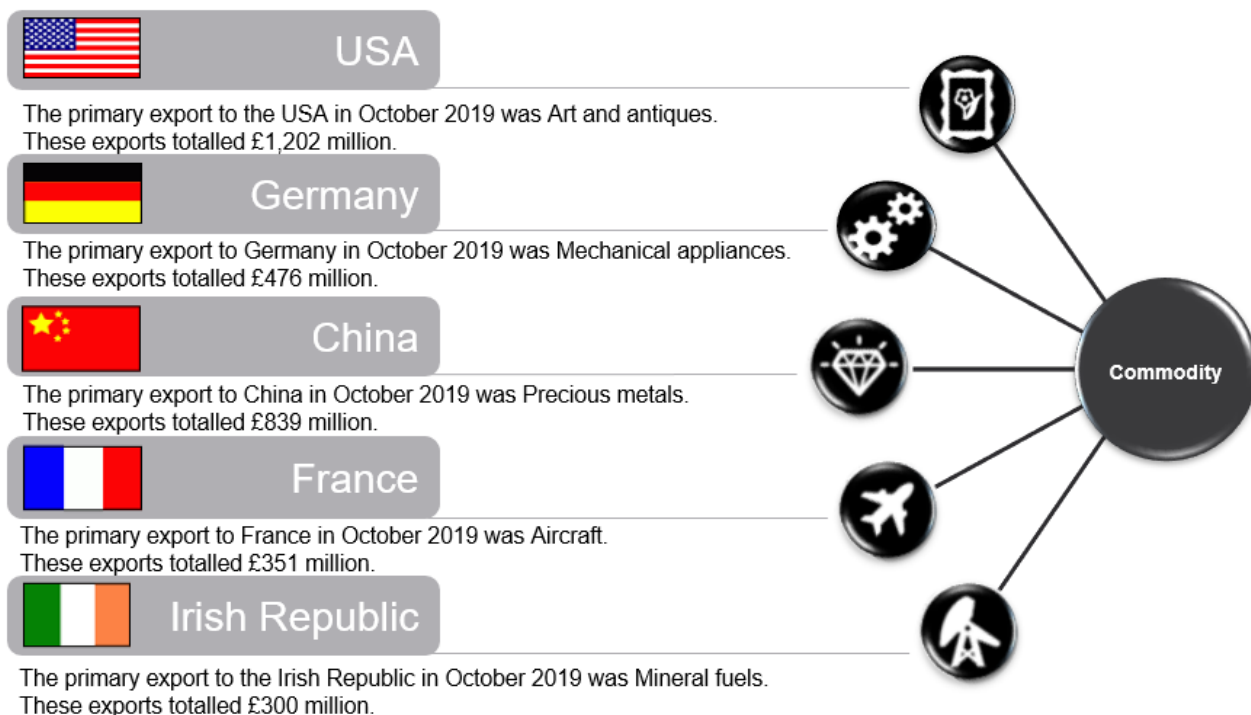 USA
The primary export to the USA in October 2019 was Art and antiques.
These exports totalled £1,202 million.
Germany
The primary export to Germany in October 2019 was Mechanical appliances.
These exports totalled £476 million.
China
The primary export to China in October 2019 was Precious metals.
These exports totalled £839 million.
France
The primary export to France in October 2019 was Aircraft.
These exports totalled £351 million.
Irish Republic
The primary export to the Irish Republic in October 2019 was Mineral fuels.
These exports totalled £300 million.
Commodity